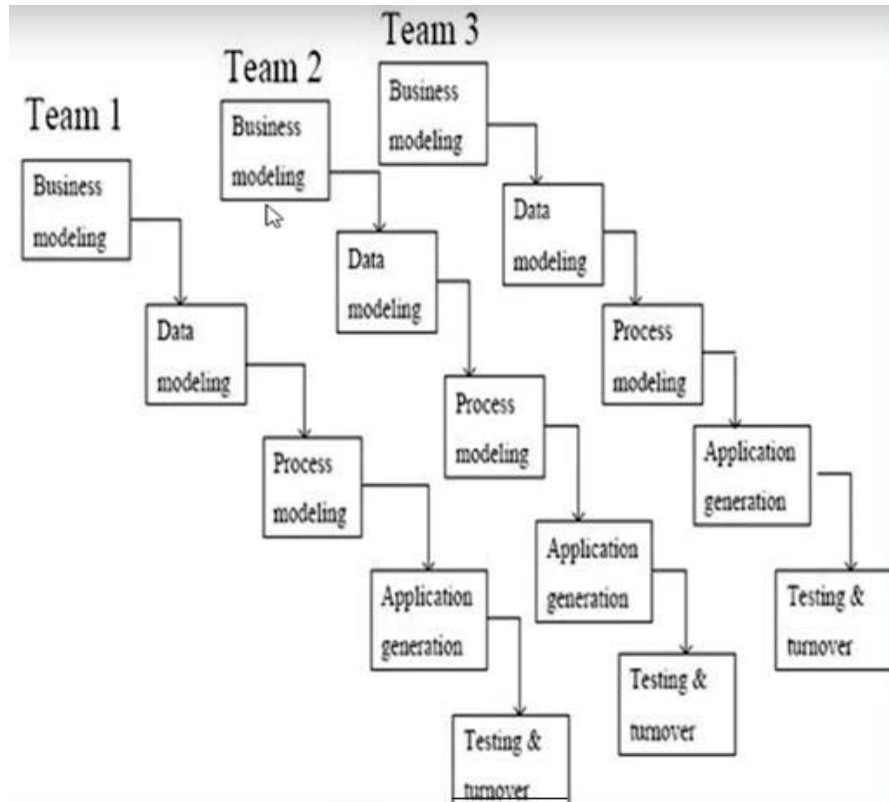 Team 1
Business
modeling
Data
modeling
Process
modeling
Application
generation
Testing &
turnover
Team 2
Business
modeling
Data
modeling
Process
modeling
Application
generation
Testing &
turnover
Team 3
Business
modeling
Data
modeling
Process
modeling
Application
generation
Testing &
turnover